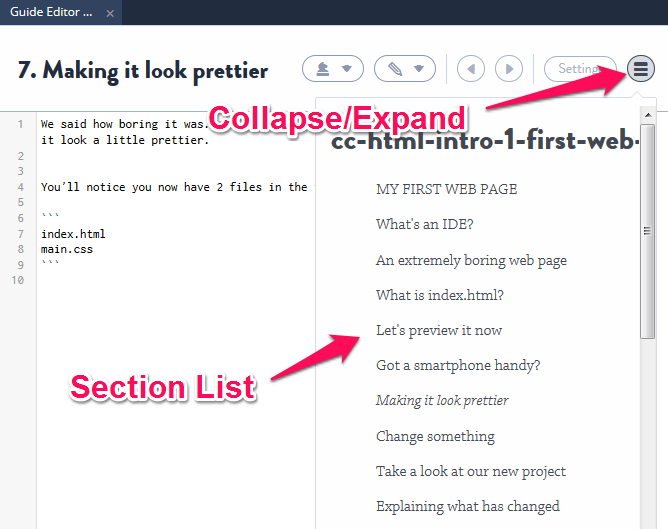 Guide Editor ... ×
7. Making it look prettier
Settings
Collapse/Expand
1 We said how boring it was.
it look a little prettier.
2
3
4 You'll notice you now have 2 files in the
5
6 ```
7 index.html
8 main.css
9 ```
10
cc-html-intro-1-first-web-
MY FIRST WEB PAGE
What's an IDE?
An extremely boring web page
What is index.html?
Let's preview it now
Got a smartphone handy?
Making it look prettier
Change something
Take a look at our new project
Explaining what has changed
Section List